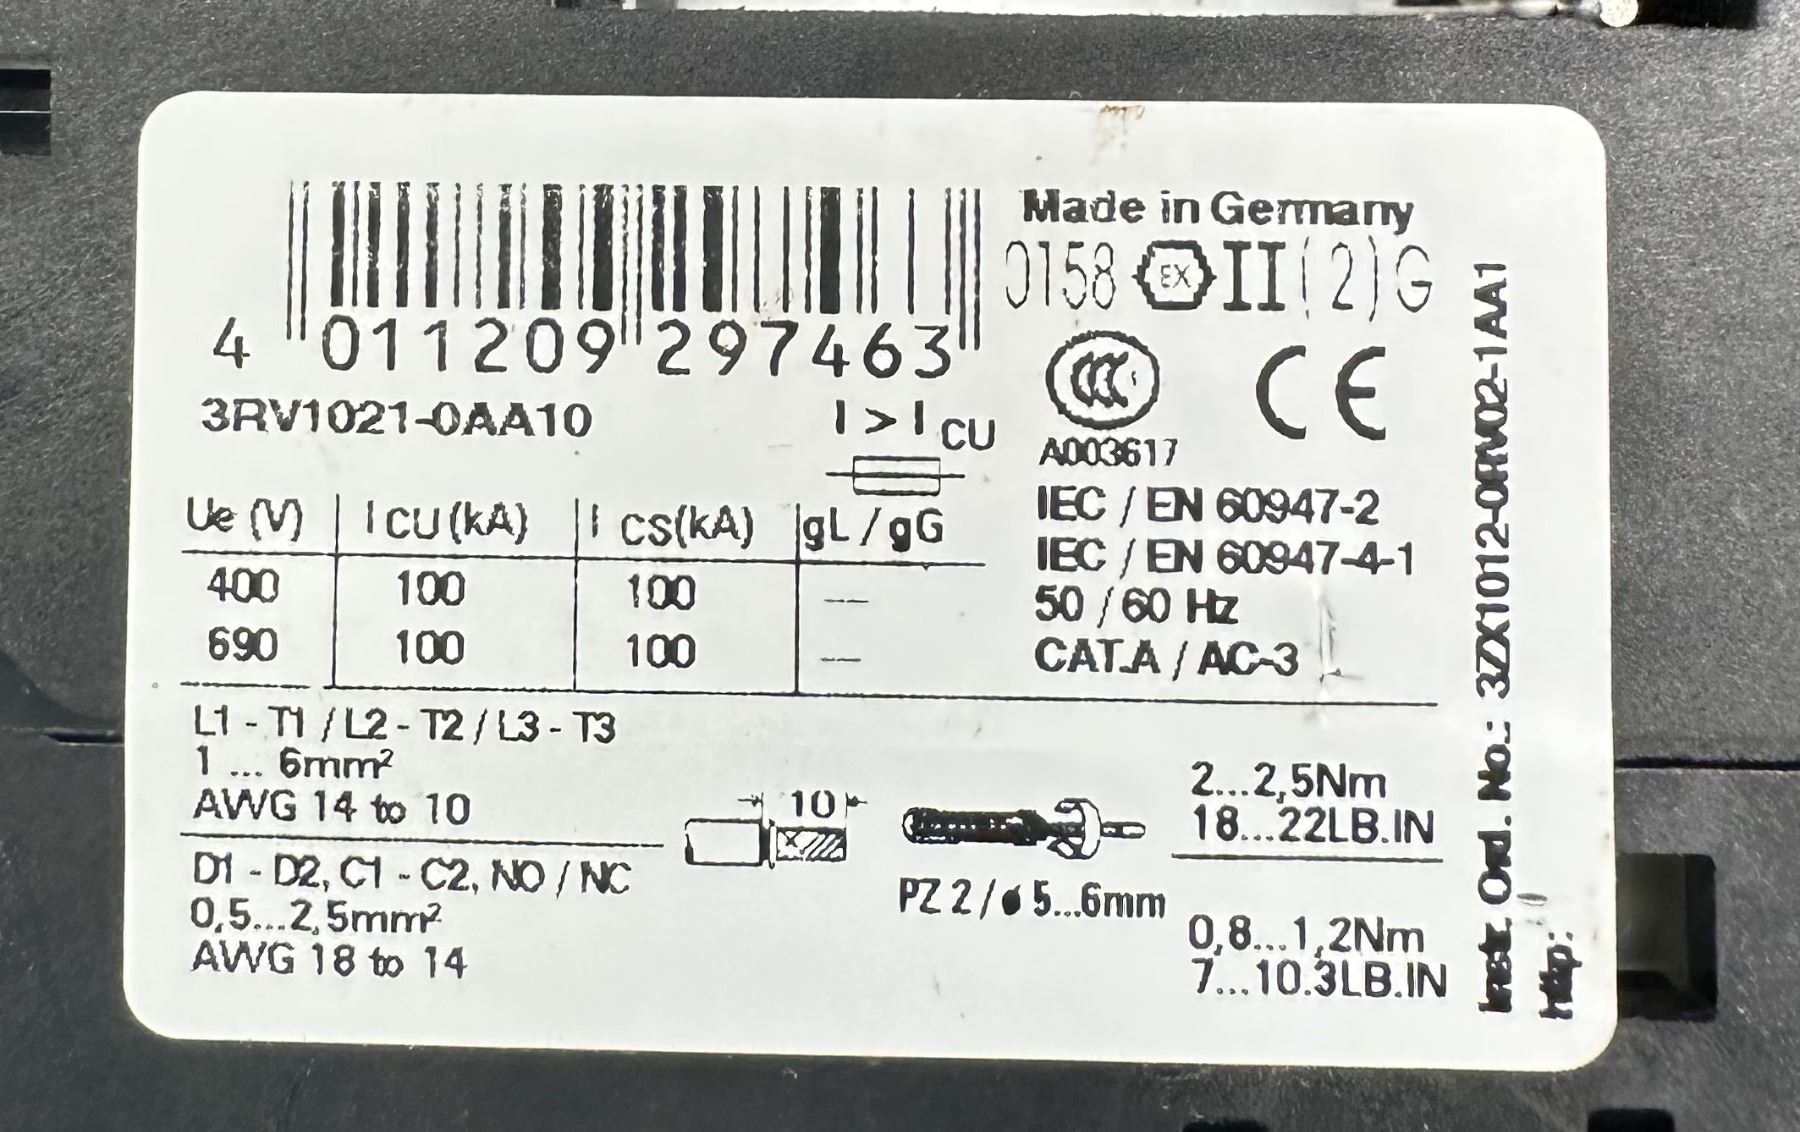 4 011209 297463
3RV1021-0AA10
I > I CU
Ue (V) I CU (kA) I CS(kA) gL / gG
400 100 100 —
690 100 100 —
Made in Germany
0158 EX II (2) G
CCC CE
A003617
IEC / EN 60947-2
IEC / EN 60947-4-1
50 / 60 Hz
CAT.A / AC-3
L1 - T1 / L2 - T2 / L3 - T3
1 ... 6mm²
AWG 14 to 10
D1 - D2, C1 - C2, NO / NC
0,5...2,5mm²
AWG 18 to 14
10
PZ 2 / ø 5...6mm
2...2,5Nm
18...22LB.IN
0,8...1,2Nm
7...10.3LB.IN
Instr. Ord. No.: 3ZX1012-0RV02-1AA1
http: